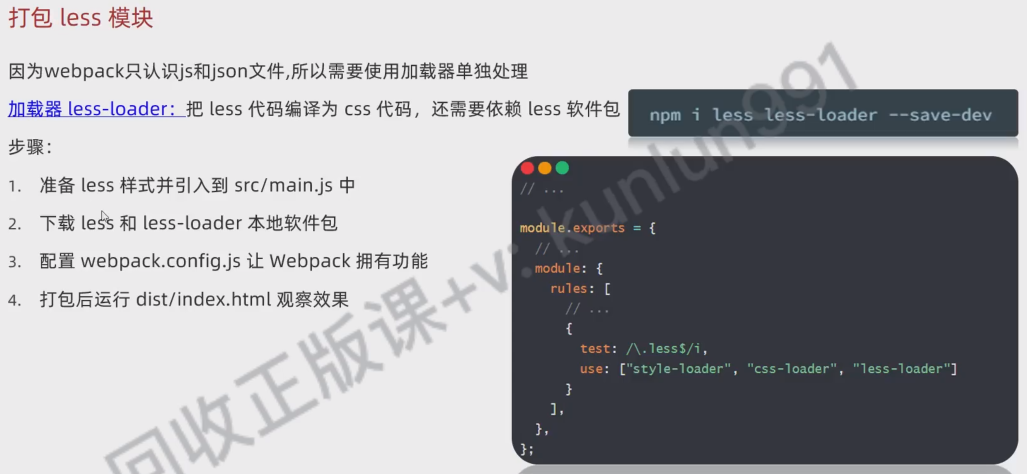 打包 less 模块
因为webpack只认识js和json文件,所以需要使用加载器单独处理
加载器 less-loader：把 less 代码编译为 css 代码，还需要依赖 less 软件包
npm i less less-loader --save-dev
步骤：
1. 准备 less 样式并引入到 src/main.js 中
2. 下载 less 和 less-loader 本地软件包
3. 配置 webpack.config.js 让 Webpack 拥有功能
4. 打包后运行 dist/index.html 观察效果
// ...
module.exports = {
// ...
module: {
rules: [
// ...
{
test: /\.less$/i,
use: ["style-loader", "css-loader", "less-loader"]
}
],
},
};
回收正版课+v: kunlun991